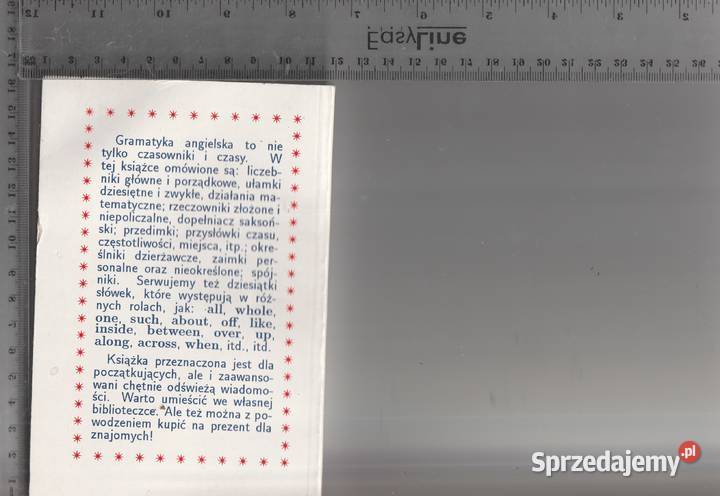 EasyLine
Gramatyka angielska to nie
tylko czasowniki i czasy. W
tej książce omówione są: liczeb-
niki główne i porządkowe, ułamki
dziesiętne i zwykłe, działania ma-
tematyczne; rzeczowniki złożone i
niepoliczalne, dopełniacz saksoń-
ski; przedimki; przysłówki czasu,
częstotliwości, miejsca, itp.; okre-
ślniki dzierżawcze, zaimki per-
sonalne oraz nieokreślone; spój-
niki. Serwujemy też dziesiątki
słówek, które występują w róż-
nych rolach, jak: all, whole,
one, such, about, off, like,
inside, between, over, up,
along, across, when, itd., itd.
Książka przeznaczona jest dla
początkujących, ale i zaawanso-
wani chętnie odświeżą wiadomo-
ści. Warto umieścić we własnej
biblioteczce. Ale też można z po-
wodzeniem kupić na prezent dla
znajomych!
Sprzedajemy.pl